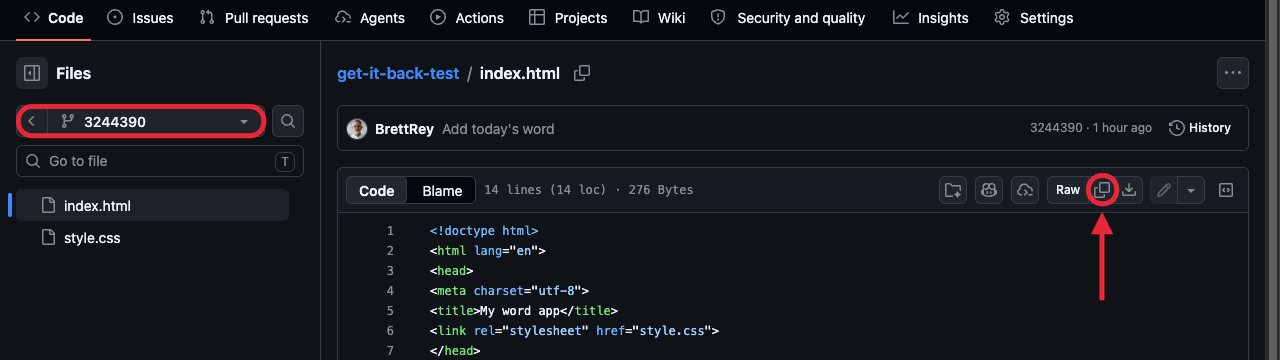 Code Issues Pull requests Agents Actions Projects Wiki Security and quality Insights Settings
Files
3244390
Go to file T
index.html
style.css
get-it-back-test / index.html
BrettRey Add today's word 3244390 · 1 hour ago History
Code Blame 14 lines (14 loc) · 276 Bytes Raw
1 <!doctype html>
2 <html lang="en">
3 <head>
4 <meta charset="utf-8">
5 <title>My word app</title>
6 <link rel="stylesheet" href="style.css">
7 </head>